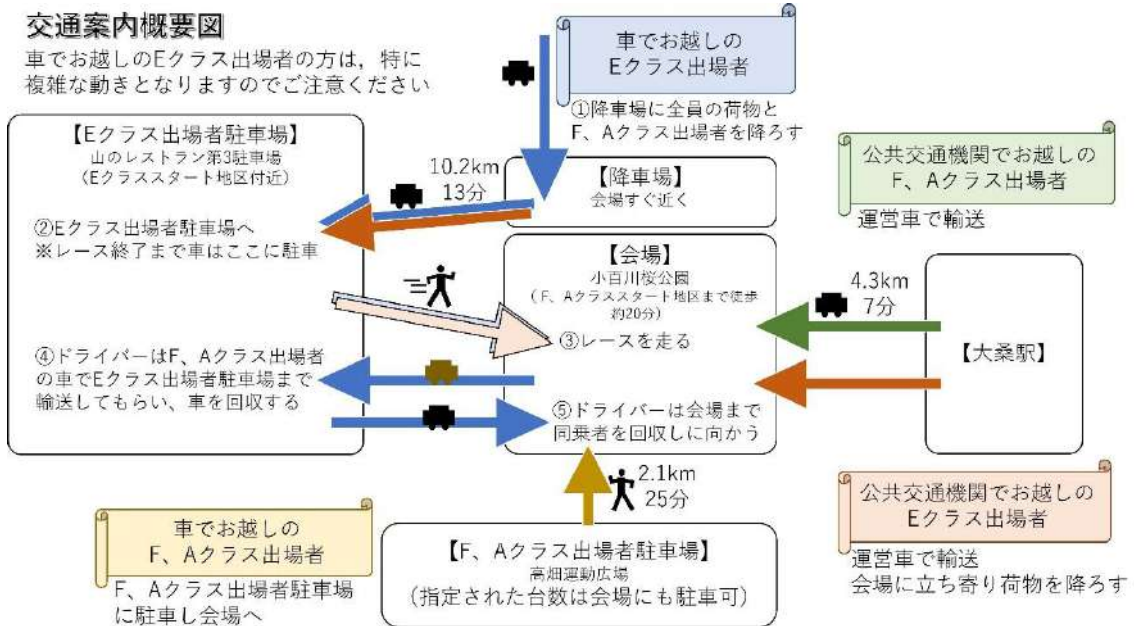 交通案内概要図
車でお越しのEクラス出場者の方は，特に
複雑な動きとなりますのでご注意ください
車でお越しの
Eクラス出場者
①降車場に全員の荷物と
F、Aクラス出場者を降ろす
【Eクラス出場者駐車場】
山のレストラン第3駐車場
（Eクラススタート地区付近）
②Eクラス出場者駐車場へ
※レース終了まで車はここに駐車
10.2km
13分
【降車場】
会場すぐ近く
公共交通機関でお越しの
F、Aクラス出場者
運営車で輸送
【会場】
小百川桜公園
（F、Aクラススタート地区まで徒歩
約20分）
③レースを走る
4.3km
7分
【大桑駅】
④ドライバーはF、Aクラス出場者
の車でEクラス出場者駐車場まで
輸送してもらい、車を回収する
⑤ドライバーは会場まで
同乗者を回収しに向かう
2.1km
25分
公共交通機関でお越しの
Eクラス出場者
運営車で輸送
会場に立ち寄り荷物を降ろす
車でお越しの
F、Aクラス出場者
F、Aクラス出場者駐車場
に駐車し会場へ
【F、Aクラス出場者駐車場】
高畑運動広場
（指定された台数は会場にも駐車可）